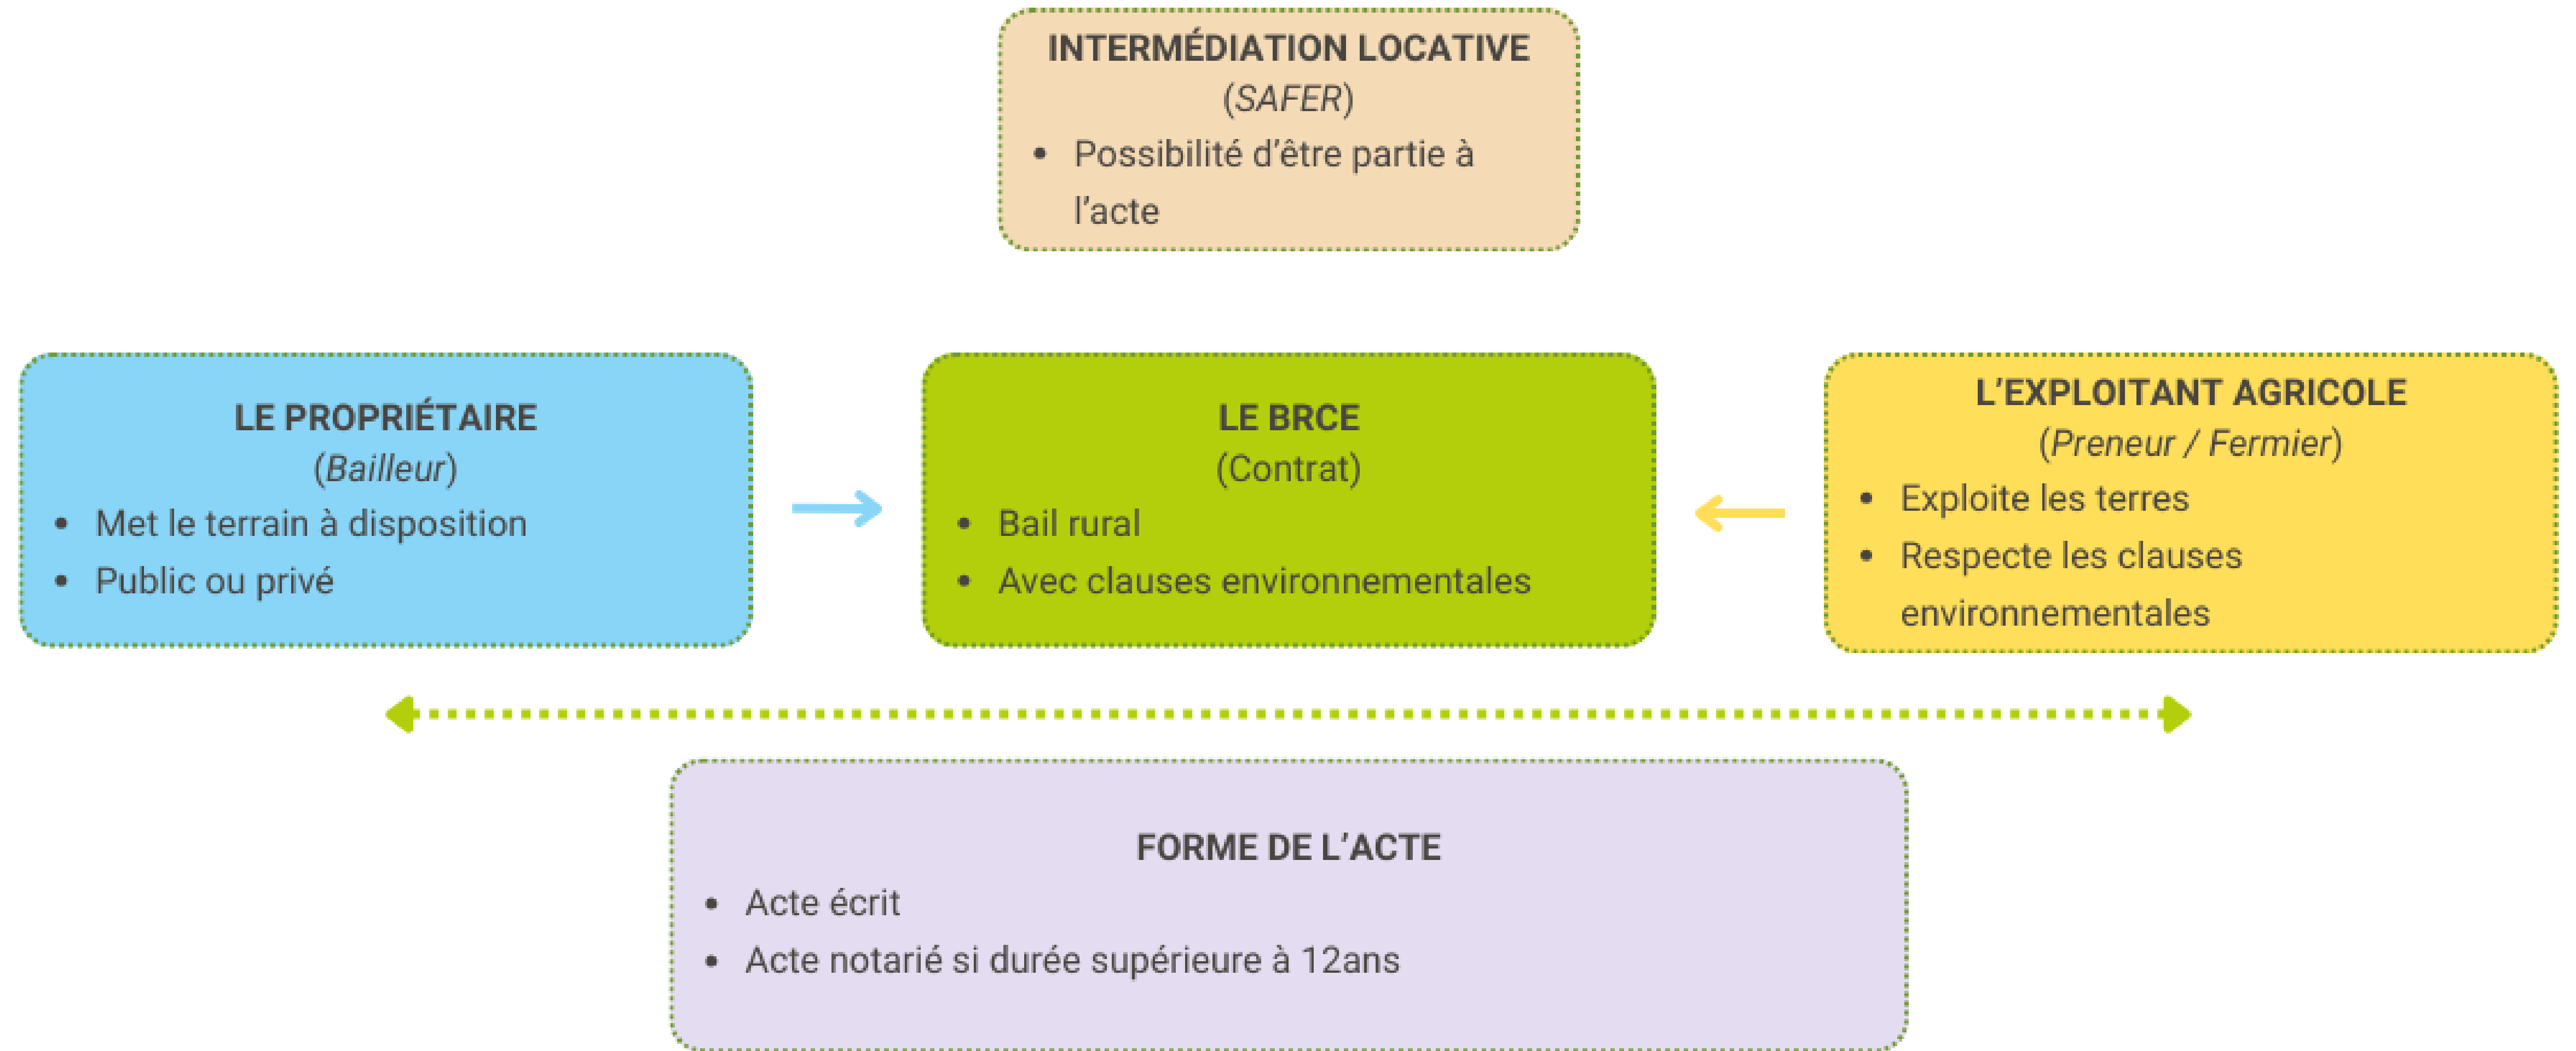 INTERMÉDIATION LOCATIVE
(SAFER)
• Possibilité d'être partie à
l'acte
LE PROPRIÉTAIRE
(Bailleur)
• Met le terrain à disposition
• Public ou privé
LE BRCE
(Contrat)
• Bail rural
• Avec clauses environnementales
L'EXPLOITANT AGRICOLE
(Preneur / Fermier)
• Exploite les terres
• Respecte les clauses
environnementales
FORME DE L'ACTE
• Acte écrit
• Acte notarié si durée supérieure à 12ans